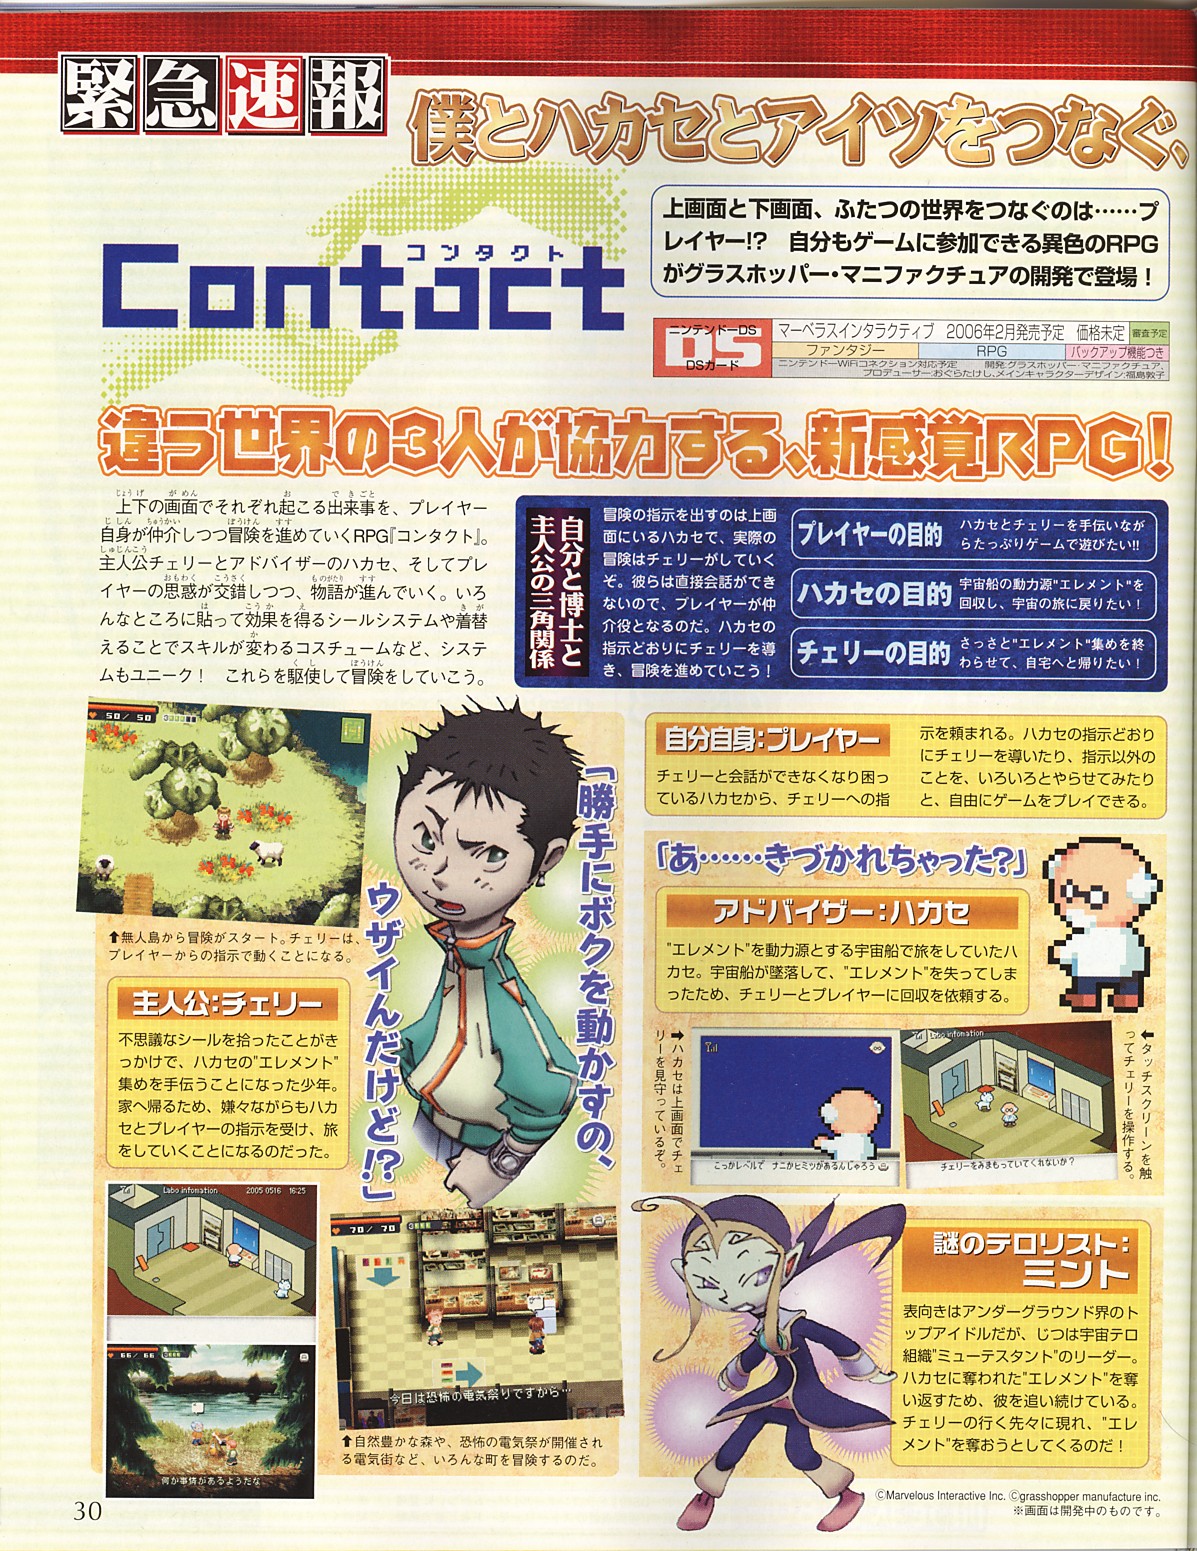 緊急速報
僕とハカセとアイツをつなぐ、
コンタクト
Contact
上画面と下画面、ふたつの世界をつなぐのは……プ
レイヤー!?　自分もゲームに参加できる異色のRPG
がグラスホッパー・マニファクチュアの開発で登場！
ニンテンドーDS
DS
DSカード
マーベラスインタラクティブ　2006年2月発売予定　価格未定　審査予定
ファンタジー　RPG　バックアップ機能つき
ニンテンドーWiFiコネクション対応予定　開発:グラスホッパー・マニファクチュア、
プロデューサー:おぐらたけし、メインキャラクターデザイン:福島敦子
違う世界の3人が協力する、新感覚RPG！
上下の画面でそれぞれ起こる出来事を、プレイヤー
自身が仲介しつつ冒険を進めていくRPG『コンタクト』。
主人公チェリーとアドバイザーのハカセ、そしてプレ
イヤーの思惑が交錯しつつ、物語が進んでいく。いろ
んなところに貼って効果を得るシールシステムや着替
えることでスキルが変わるコスチュームなど、システ
ムもユニーク！　これらを駆使して冒険をしていこう。
自分と博士と
主人公の三角関係
冒険の指示を出すのは上画
面にいるハカセで、実際の
冒険はチェリーがしていく
ぞ。彼らは直接会話ができ
ないので、プレイヤーが仲
介役となるのだ。ハカセの
指示どおりにチェリーを導
き、冒険を進めていこう！
プレイヤーの目的
ハカセとチェリーを手伝いなが
らたっぷりゲームで遊びたい!!
ハカセの目的
宇宙船の動力源"エレメント"を
回収し、宇宙の旅に戻りたい！
チェリーの目的
さっさと"エレメント"集めを終
わらせて、自宅へと帰りたい！
50/ 50
⬆無人島から冒険がスタート。チェリーは、
プレイヤーからの指示で動くことになる。
「勝手にボクを動かすの、
ウザイんだけど!?」
主人公：チェリー
不思議なシールを拾ったことがき
っかけで、ハカセの"エレメント"
集めを手伝うことになった少年。
家へ帰るため、嫌々ながらもハカ
セとプレイヤーの指示を受け、旅
をしていくことになるのだった。
自分自身：プレイヤー
チェリーと会話ができなくなり困っ
ているハカセから、チェリーへの指
示を頼まれる。ハカセの指示どおり
にチェリーを導いたり、指示以外の
ことを、いろいろとやらせてみたり
と、自由にゲームをプレイできる。
「あ……きづかれちゃった?」
アドバイザー：ハカセ
"エレメント"を動力源とする宇宙船で旅をしていたハ
カセ。宇宙船が墜落して、"エレメント"を失ってしま
ったため、チェリーとプレイヤーに回収を依頼する。
➡ハカセは上画面でチェ
リーを見守っているぞ。
こっかレベルで　ナニかヒミツがあるんじゃろう
Labo infomation
チェリーをみまもっていてくれないか？
⬅タッチスクリーンを触
ってチェリーを操作する。
Labo infomation　2005 0516　16:25
66/ 66
何か事情があるようだな
70/ 70
今日は恐怖の電気祭りですから…
⬆自然豊かな森や、恐怖の電気祭が開催され
る電気街など、いろんな町を冒険するのだ。
謎のテロリスト：
ミント
表向きはアンダーグラウンド界のト
ップアイドルだが、じつは宇宙テロ
組織"ミューテスタント"のリーダー。
ハカセに奪われた"エレメント"を奪
い返すため、彼を追い続けている。
チェリーの行く先々に現れ、"エレ
メント"を奪おうとしてくるのだ！
©Marvelous Interactive Inc. ©grasshopper manufacture inc.
※画面は開発中のものです。
30